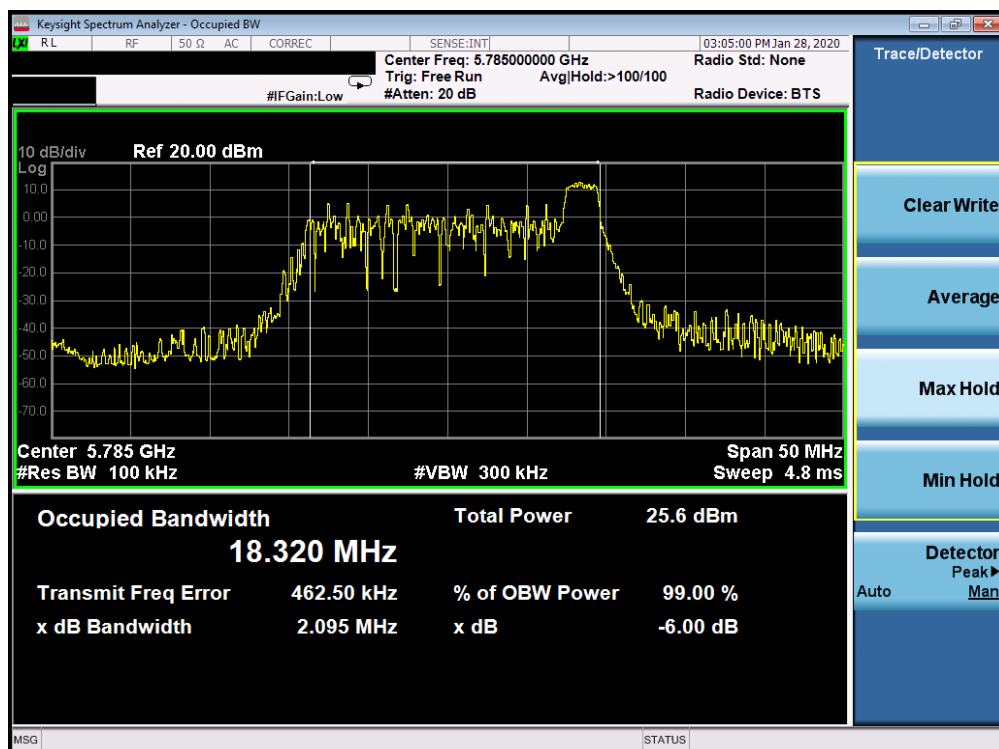 Keysight Spectrum Analyzer - Occupied BW
LXI RL RF 50 Ω AC CORREC SENSE:INT 03:05:00 PM Jan 28, 2020
Center Freq: 5.785000000 GHz Radio Std: None
Trig: Free Run Avg|Hold:>100/100
#IFGain:Low #Atten: 20 dB Radio Device: BTS
10 dB/div Ref 20.00 dBm
Log
10.0
0.00
-10.0
-20.0
-30.0
-40.0
-50.0
-60.0
-70.0
Center 5.785 GHz Span 50 MHz
#Res BW 100 kHz #VBW 300 kHz Sweep 4.8 ms
Occupied Bandwidth Total Power 25.6 dBm
18.320 MHz
Transmit Freq Error 462.50 kHz % of OBW Power 99.00 %
x dB Bandwidth 2.095 MHz x dB -6.00 dB
Trace/Detector
Clear Write
Average
Max Hold
Min Hold
Detector
Peak▶
Auto Man
MSG STATUS